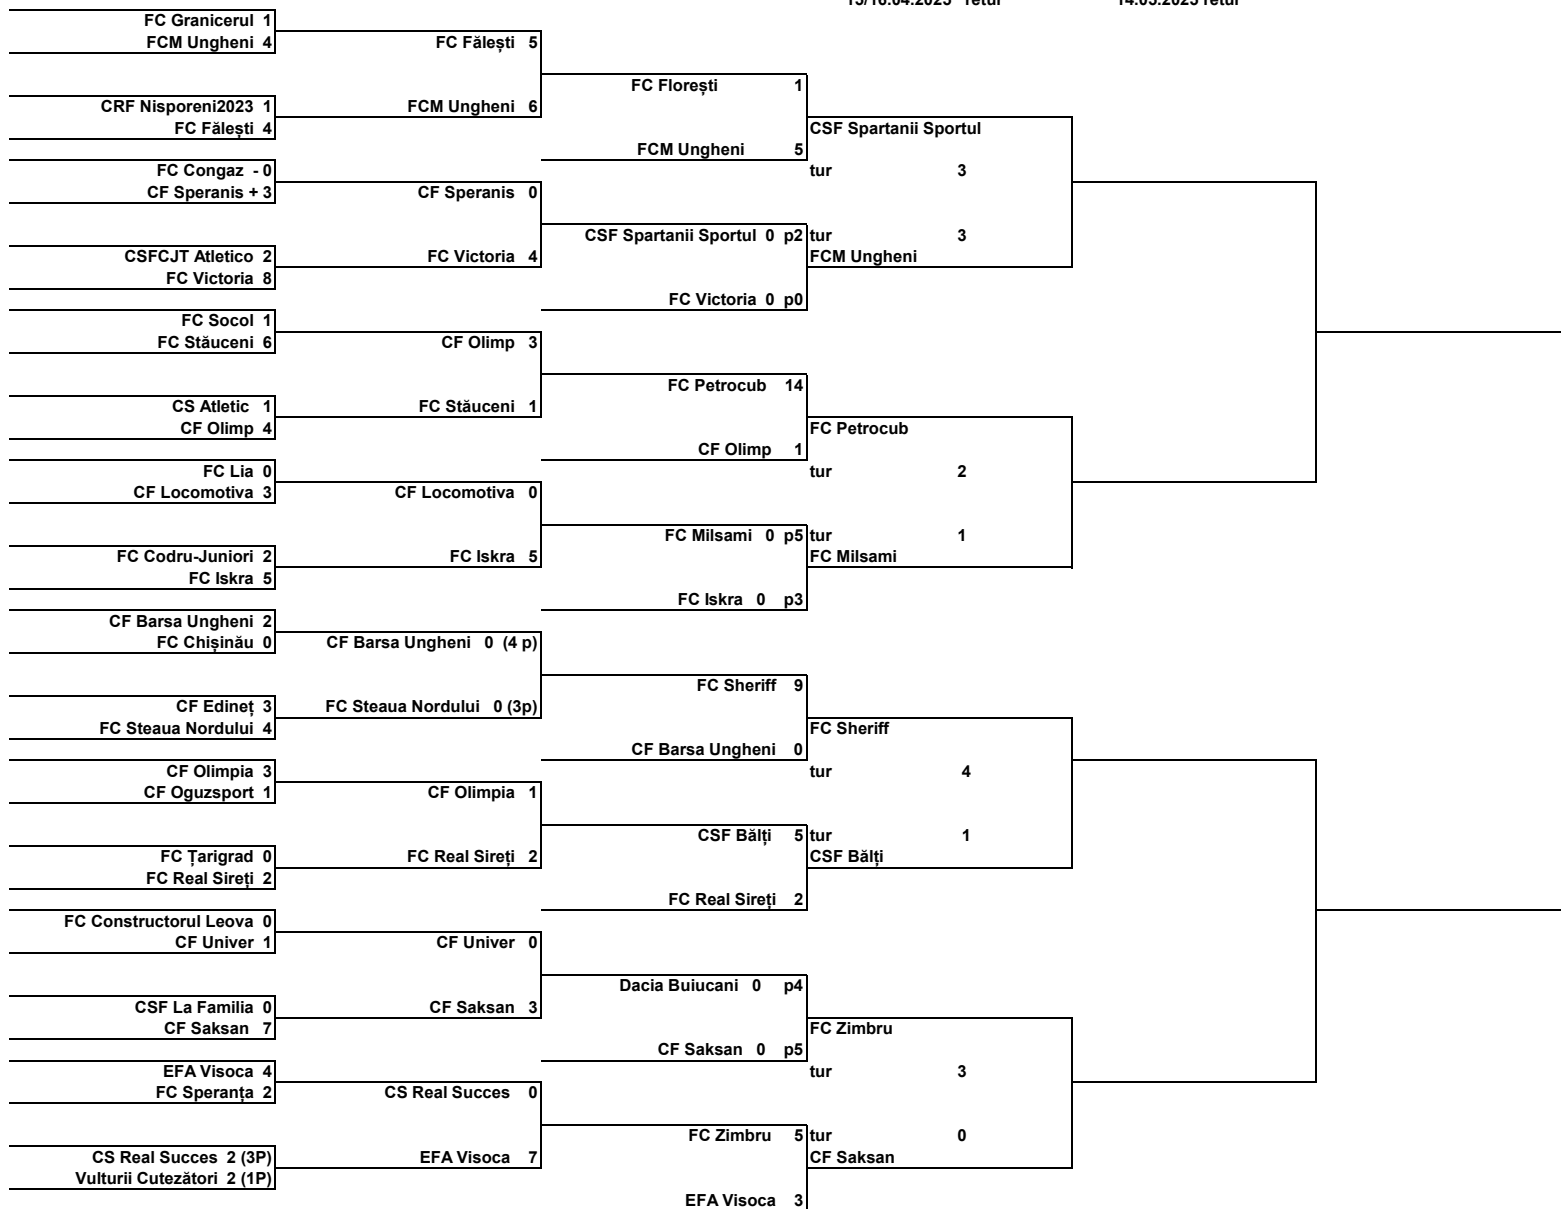 15/16.04.2025 retur
14.05.2025 retur
FC Granicerul 1
FCM Ungheni 4
CRF Nisporeni2023 1
FC Fălești 4
FC Congaz - 0
CF Speranis + 3
CSFCJT Atletico 2
FC Victoria 8
FC Socol 1
FC Stăuceni 6
CS Atletic 1
CF Olimp 4
FC Lia 0
CF Locomotiva 3
FC Codru-Juniori 2
FC Iskra 5
CF Barsa Ungheni 2
FC Chișinău 0
CF Edineț 3
FC Steaua Nordului 4
CF Olimpia 3
CF Oguzsport 1
FC Țarigrad 0
FC Real Sireți 2
FC Constructorul Leova 0
CF Univer 1
CSF La Familia 0
CF Saksan 7
EFA Visoca 4
FC Speranța 2
CS Real Succes 2 (3P)
Vulturii Cutezători 2 (1P)
FC Fălești 5
FCM Ungheni 6
CF Speranis 0
FC Victoria 4
CF Olimp 3
FC Stăuceni 1
CF Locomotiva 0
FC Iskra 5
CF Barsa Ungheni 0 (4 p)
FC Steaua Nordului 0 (3p)
CF Olimpia 1
FC Real Sireți 2
CF Univer 0
CF Saksan 3
CS Real Succes 0
EFA Visoca 7
FC Florești 1
FCM Ungheni 5
CSF Spartanii Sportul 0 p2
FC Victoria 0 p0
FC Petrocub 14
CF Olimp 1
FC Milsami 0 p5
FC Iskra 0 p3
FC Sheriff 9
CF Barsa Ungheni 0
CSF Bălți 5
FC Real Sireți 2
Dacia Buiucani 0 p4
CF Saksan 0 p5
FC Zimbru 5
EFA Visoca 3
CSF Spartanii Sportul
tur 3
tur 3
FCM Ungheni
FC Petrocub
tur 2
tur 1
FC Milsami
FC Sheriff
tur 4
tur 1
CSF Bălți
FC Zimbru
tur 3
tur 0
CF Saksan